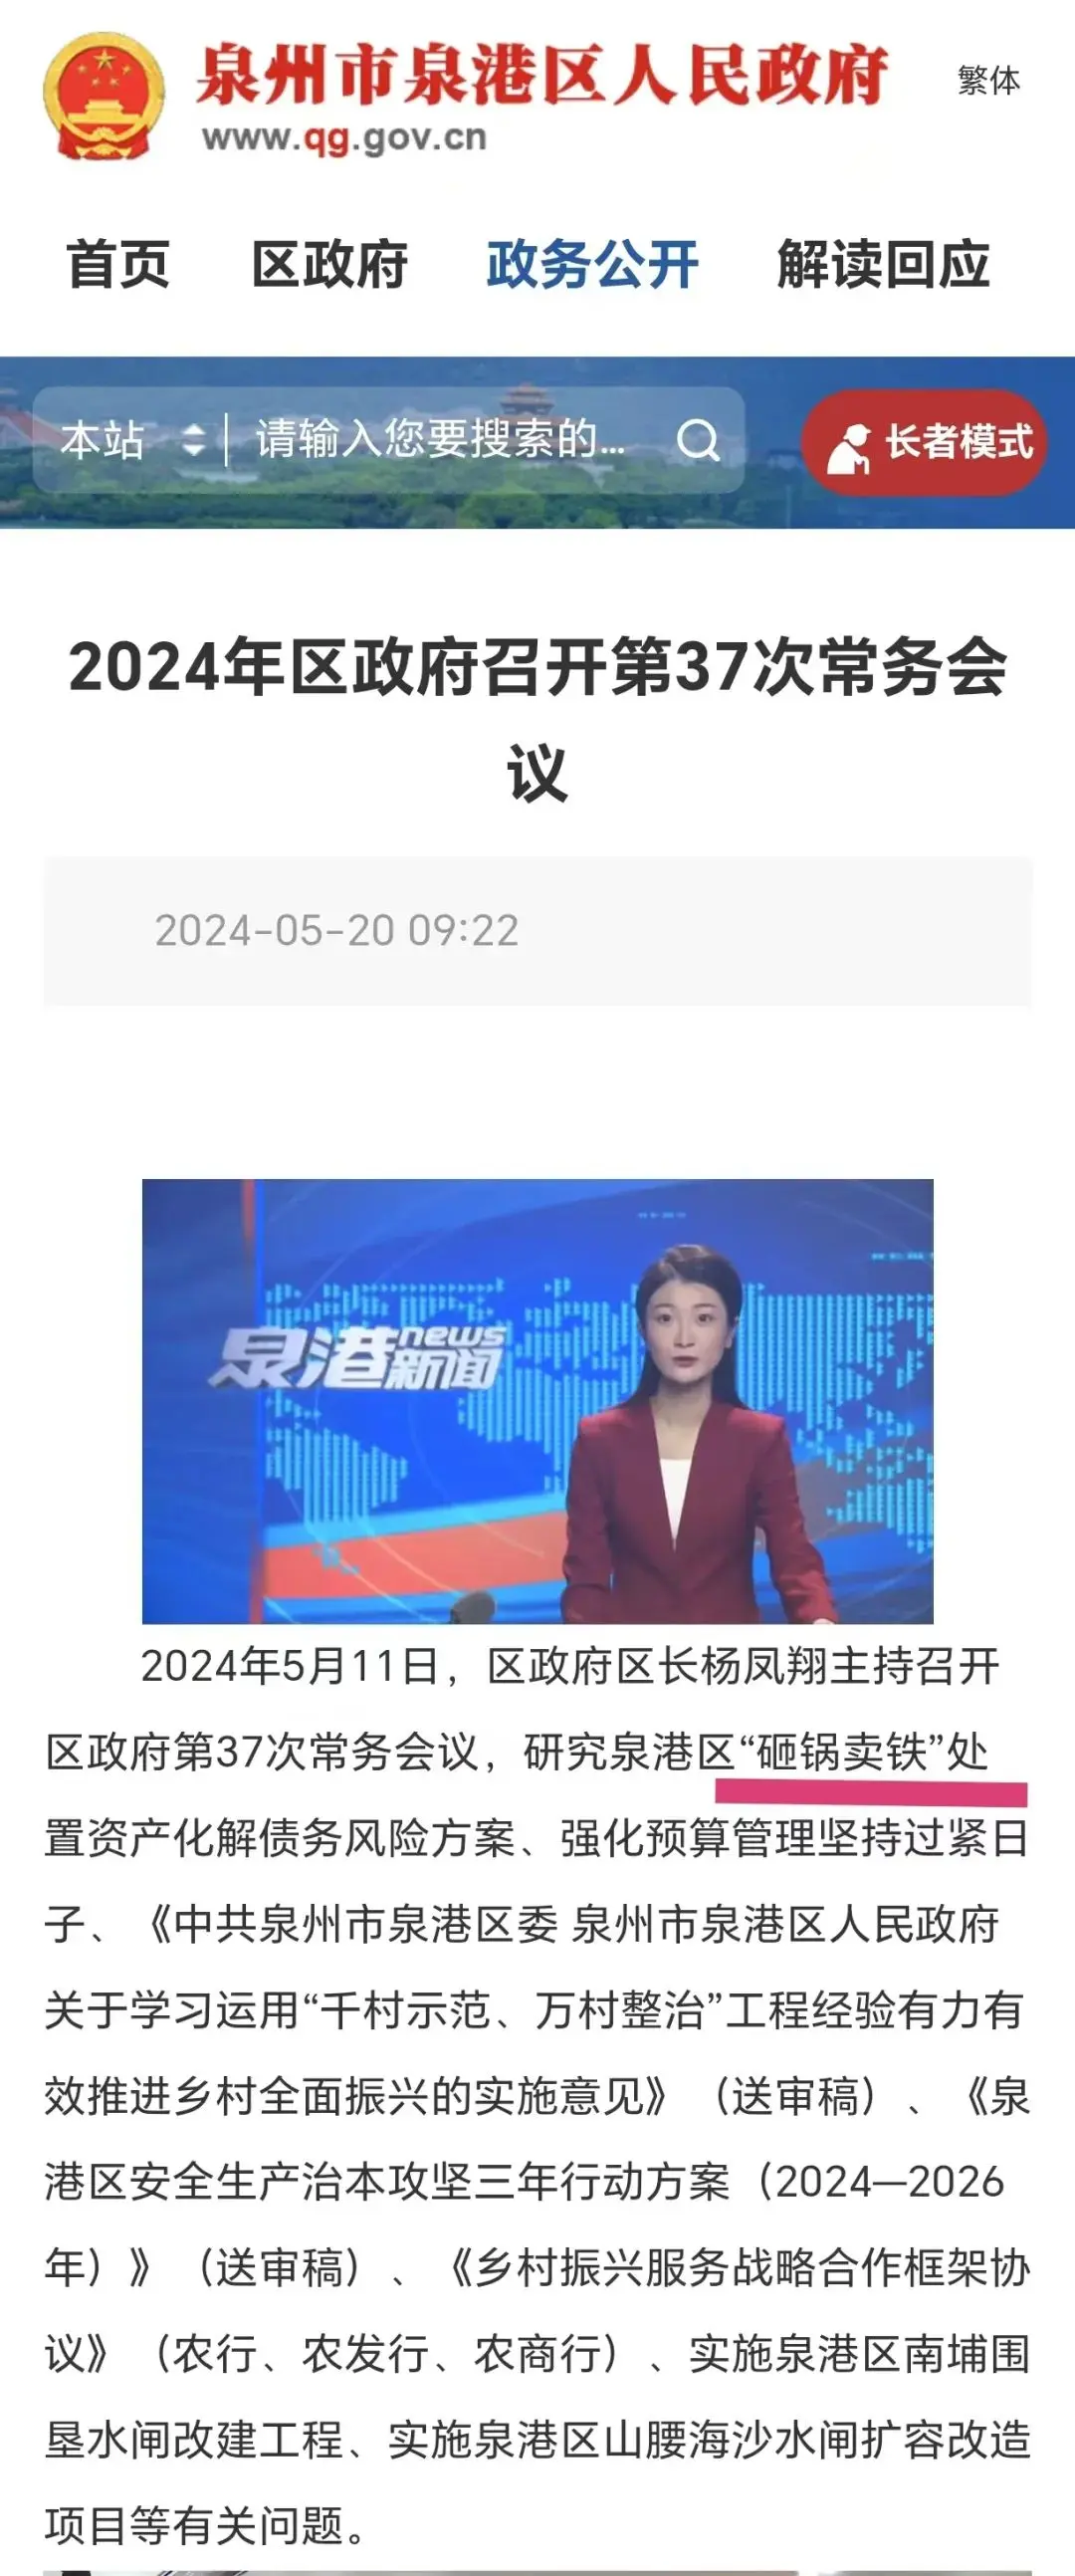 泉州市泉港区人民政府
繁体
www.qg.gov.cn
首页 区政府 政务公开 解读回应
本站 请输入您要搜索的... 长者模式
2024年区政府召开第37次常务会
议
2024-05-20 09:22
泉港news新闻
2024年5月11日，区政府区长杨凤翔主持召开
区政府第37次常务会议，研究泉港区“砸锅卖铁”处
置资产化解债务风险方案、强化预算管理坚持过紧日
子、《中共泉州市泉港区委 泉州市泉港区人民政府
关于学习运用“千村示范、万村整治”工程经验有力有
效推进乡村全面振兴的实施意见》（送审稿）、《泉
港区安全生产治本攻坚三年行动方案（2024—2026
年）》（送审稿）、《乡村振兴服务战略合作框架协
议》（农行、农发行、农商行）、实施泉港区南埔围
垦水闸改建工程、实施泉港区山腰海沙水闸扩容改造
项目等有关问题。